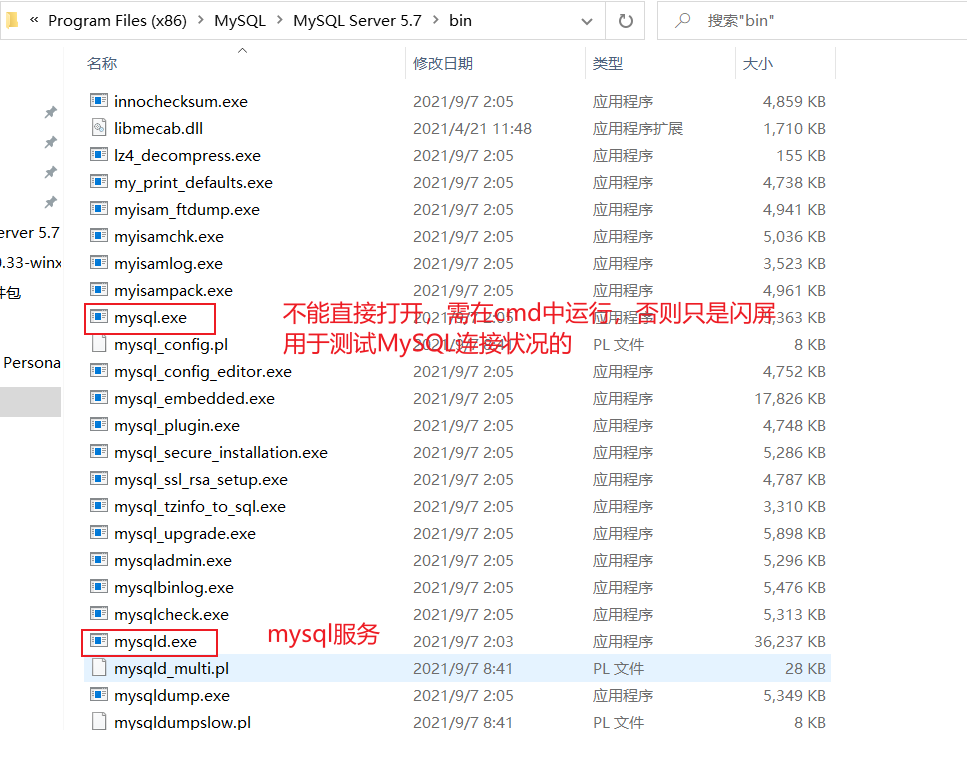 « Program Files (x86) > MySQL > MySQL Server 5.7 > bin
搜索"bin"
名称 修改日期 类型 大小
innochecksum.exe 2021/9/7 2:05 应用程序 4,859 KB
libmecab.dll 2021/4/21 11:48 应用程序扩展 1,710 KB
lz4_decompress.exe 2021/9/7 2:05 应用程序 155 KB
my_print_defaults.exe 2021/9/7 2:05 应用程序 4,738 KB
myisam_ftdump.exe 2021/9/7 2:05 应用程序 4,941 KB
myisamchk.exe 2021/9/7 2:05 应用程序 5,036 KB
myisamlog.exe 2021/9/7 2:05 应用程序 3,523 KB
myisampack.exe 2021/9/7 2:05 应用程序 4,961 KB
mysql.exe
不能直接打开，需在cmd中运行，否则只是闪屏
用于测试MySQL连接状况的
mysql_config.pl PL 文件 8 KB
mysql_config_editor.exe 2021/9/7 2:05 应用程序 4,752 KB
mysql_embedded.exe 2021/9/7 2:05 应用程序 17,826 KB
mysql_plugin.exe 2021/9/7 2:05 应用程序 4,748 KB
mysql_secure_installation.exe 2021/9/7 2:05 应用程序 5,286 KB
mysql_ssl_rsa_setup.exe 2021/9/7 2:05 应用程序 4,787 KB
mysql_tzinfo_to_sql.exe 2021/9/7 2:05 应用程序 3,310 KB
mysql_upgrade.exe 2021/9/7 2:05 应用程序 5,898 KB
mysqladmin.exe 2021/9/7 2:05 应用程序 5,296 KB
mysqlbinlog.exe 2021/9/7 2:05 应用程序 5,476 KB
mysqlcheck.exe 2021/9/7 2:05 应用程序 5,313 KB
mysqld.exe mysql服务 2021/9/7 2:03 应用程序 36,237 KB
mysqld_multi.pl 2021/9/7 8:41 PL 文件 28 KB
mysqldump.exe 2021/9/7 2:05 应用程序 5,349 KB
mysqldumpslow.pl 2021/9/7 8:41 PL 文件 8 KB
erver 5.7
0.33-winx
件包
Persona